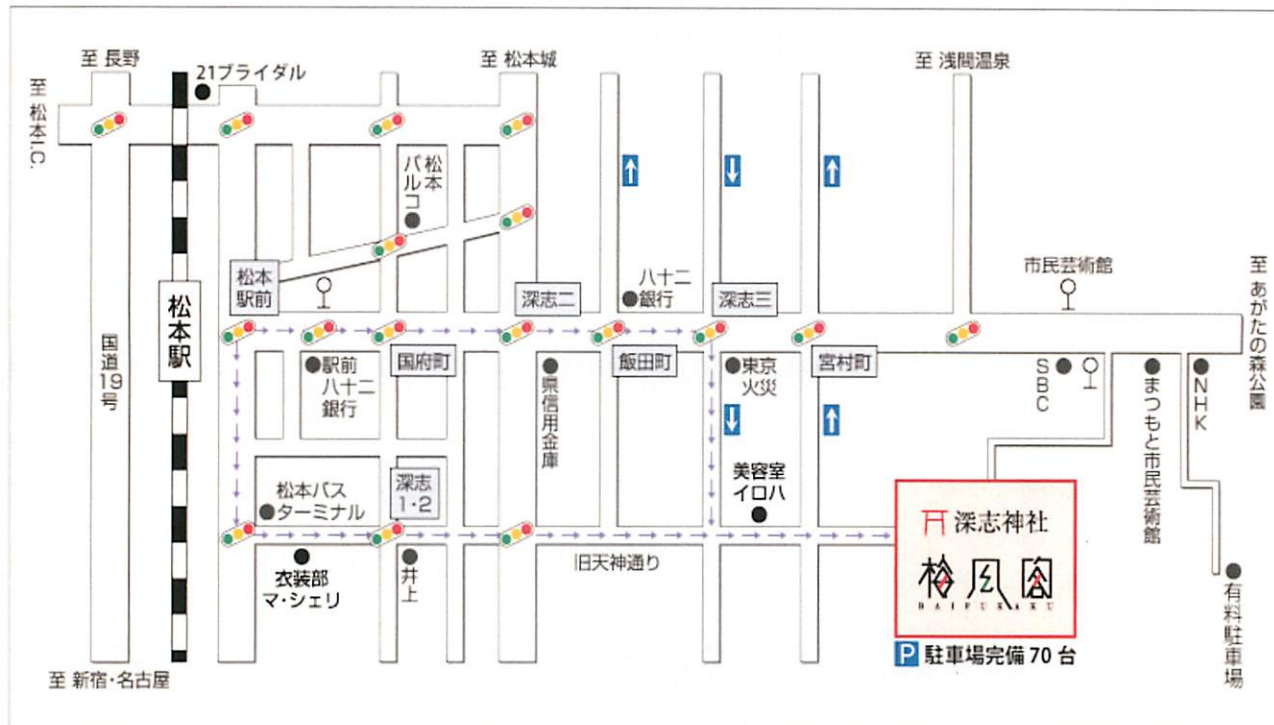 至 長野
至 松本城
至 浅間温泉
21ブライダル
至 松本I.C.
松本
パルコ
松本
駅前
松本駅
国道19号
深志二
八十二
銀行
深志三
市民芸術館
至 あがたの森公園
駅前
八十二
銀行
国府町
県信用金庫
飯田町
東京
火災
宮村町
SBC
まつもと市民芸術館
NHK
松本バス
ターミナル
深志
1・2
美容室
イロハ
衣装部
マ・シェリ
井上
旧天神通り
深志神社
梅風閣
BAIFUKAKU
P 駐車場完備 70 台
有料駐車場
至 新宿・名古屋